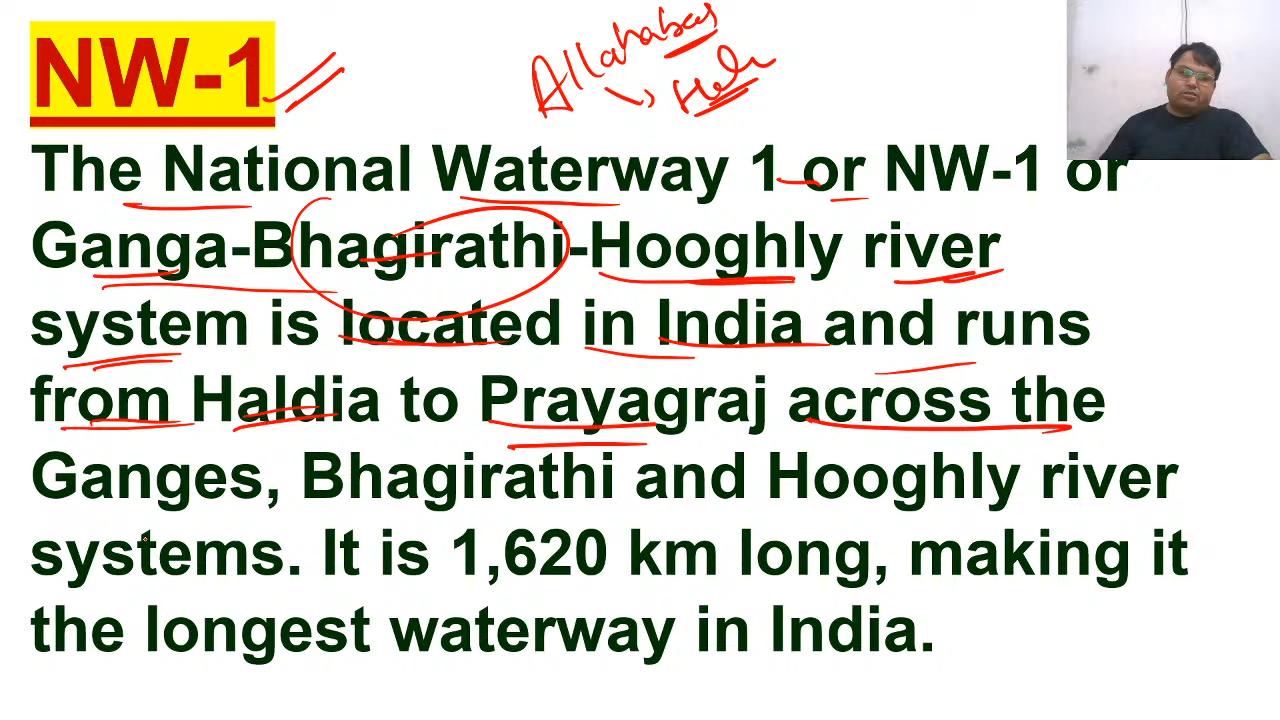 NW-1
Allahabad
The National Waterway 1 or NW-1 or
Ganga-Bhagirathi-Hooghly river
system is located in India and runs
from Haldia to Prayagraj across the
Ganges, Bhagirathi and Hooghly river
systems. It is 1,620 km long, making it
the longest waterway in India.